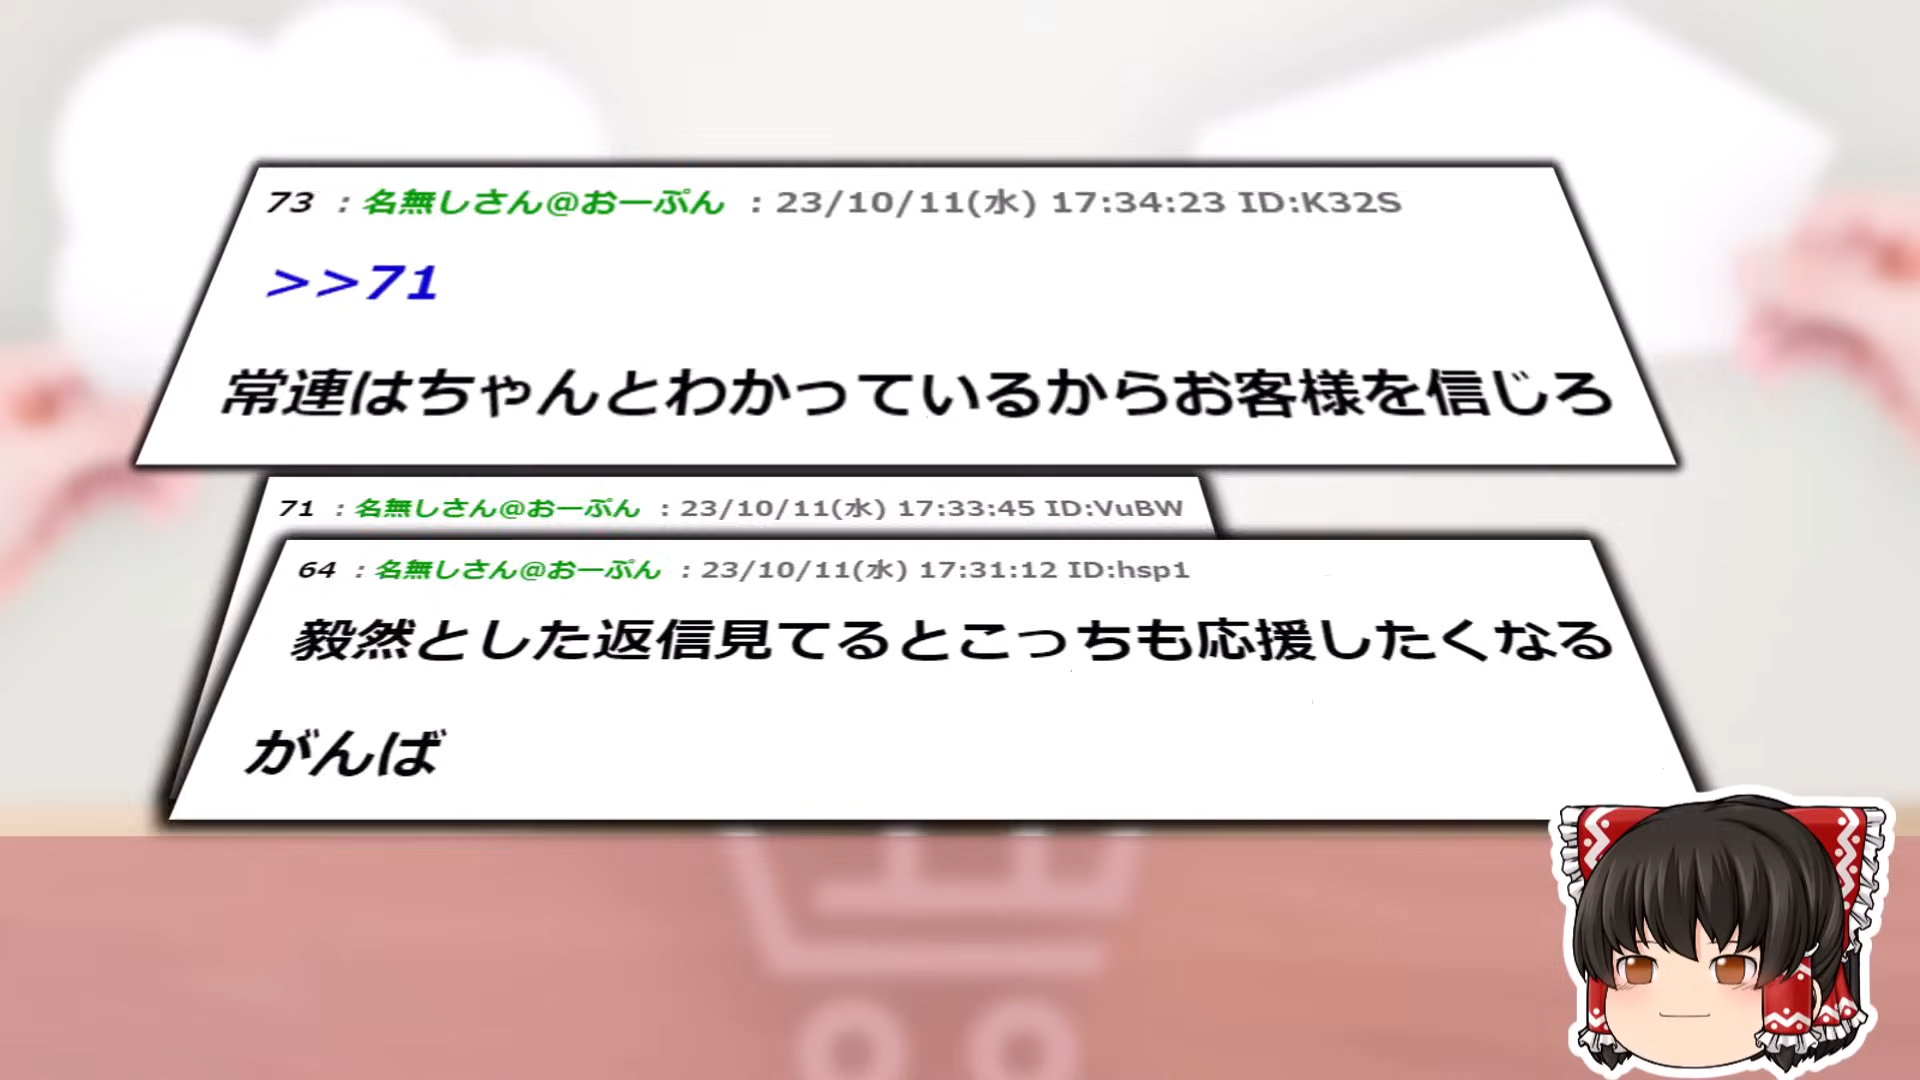 73 : 名無しさん@おーぷん : 23/10/11(水) 17:34:23 ID:K32S
>>71
常連はちゃんとわかっているからお客様を信じろ
71 : 名無しさん@おーぷん : 23/10/11(水) 17:33:45 ID:VuBW
64 : 名無しさん@おーぷん : 23/10/11(水) 17:31:12 ID:hsp1
毅然とした返信見てるとこっちも応援したくなる
がんば